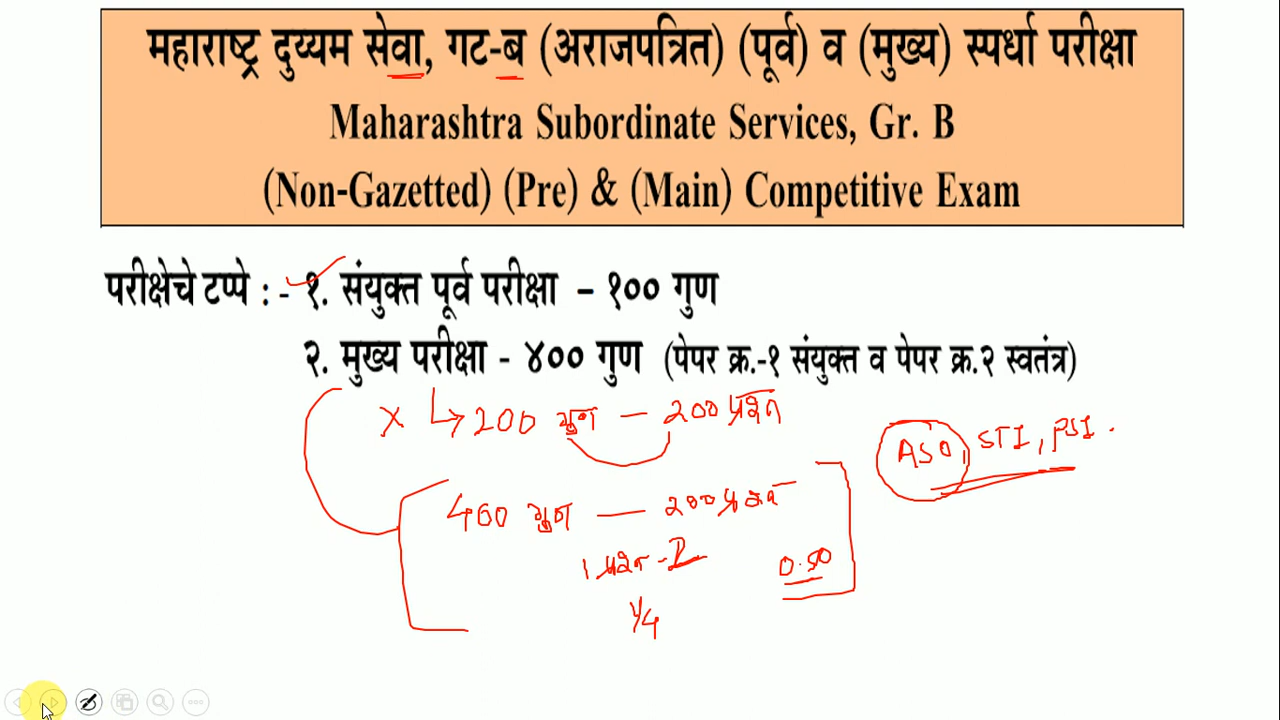 महाराष्ट्र दुय्यम सेवा, गट-ब (अराजपत्रित) (पूर्व) व (मुख्य) स्पर्धा परीक्षा
Maharashtra Subordinate Services, Gr. B
(Non-Gazetted) (Pre) & (Main) Competitive Exam
परीक्षेचे टप्पे : - १. संयुक्त पूर्व परीक्षा – १०० गुण
२. मुख्य परीक्षा - ४०० गुण (पेपर क्र.-१ संयुक्त व पेपर क्र.२ स्वतंत्र)
x 200 गुण — 200 प्रश्न
ASO, STI, PSI.
400 गुण — 200 प्रश्न
1 प्रश्न - 2
0.50
1/4